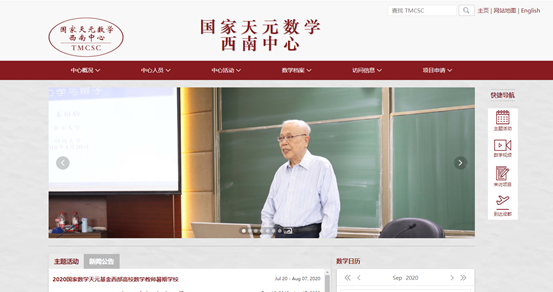 查找 TMCSC
主页 | 网站地图 | English
国家天元数学
西南中心
TMCSC
国家天元数学
西南中心
中心概况
中心人员
中心活动
数学档案
访问信息
项目申请
快捷导航
主题活动
数学视频
来访项目
到达成都
主题活动
新闻公告
2020国家数学天元基金西部高校数学教师暑期学校
Jul 20 - Aug 07, 2020
数学日历
Sep 2020